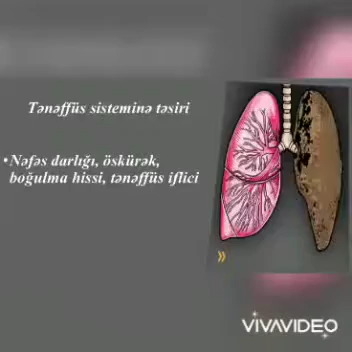 Tənəffüs sisteminə təsiri
•Nəfəs darlığı, öskürək,
boğulma hissi, tənəffüs iflici
»
VIVAVIDEO